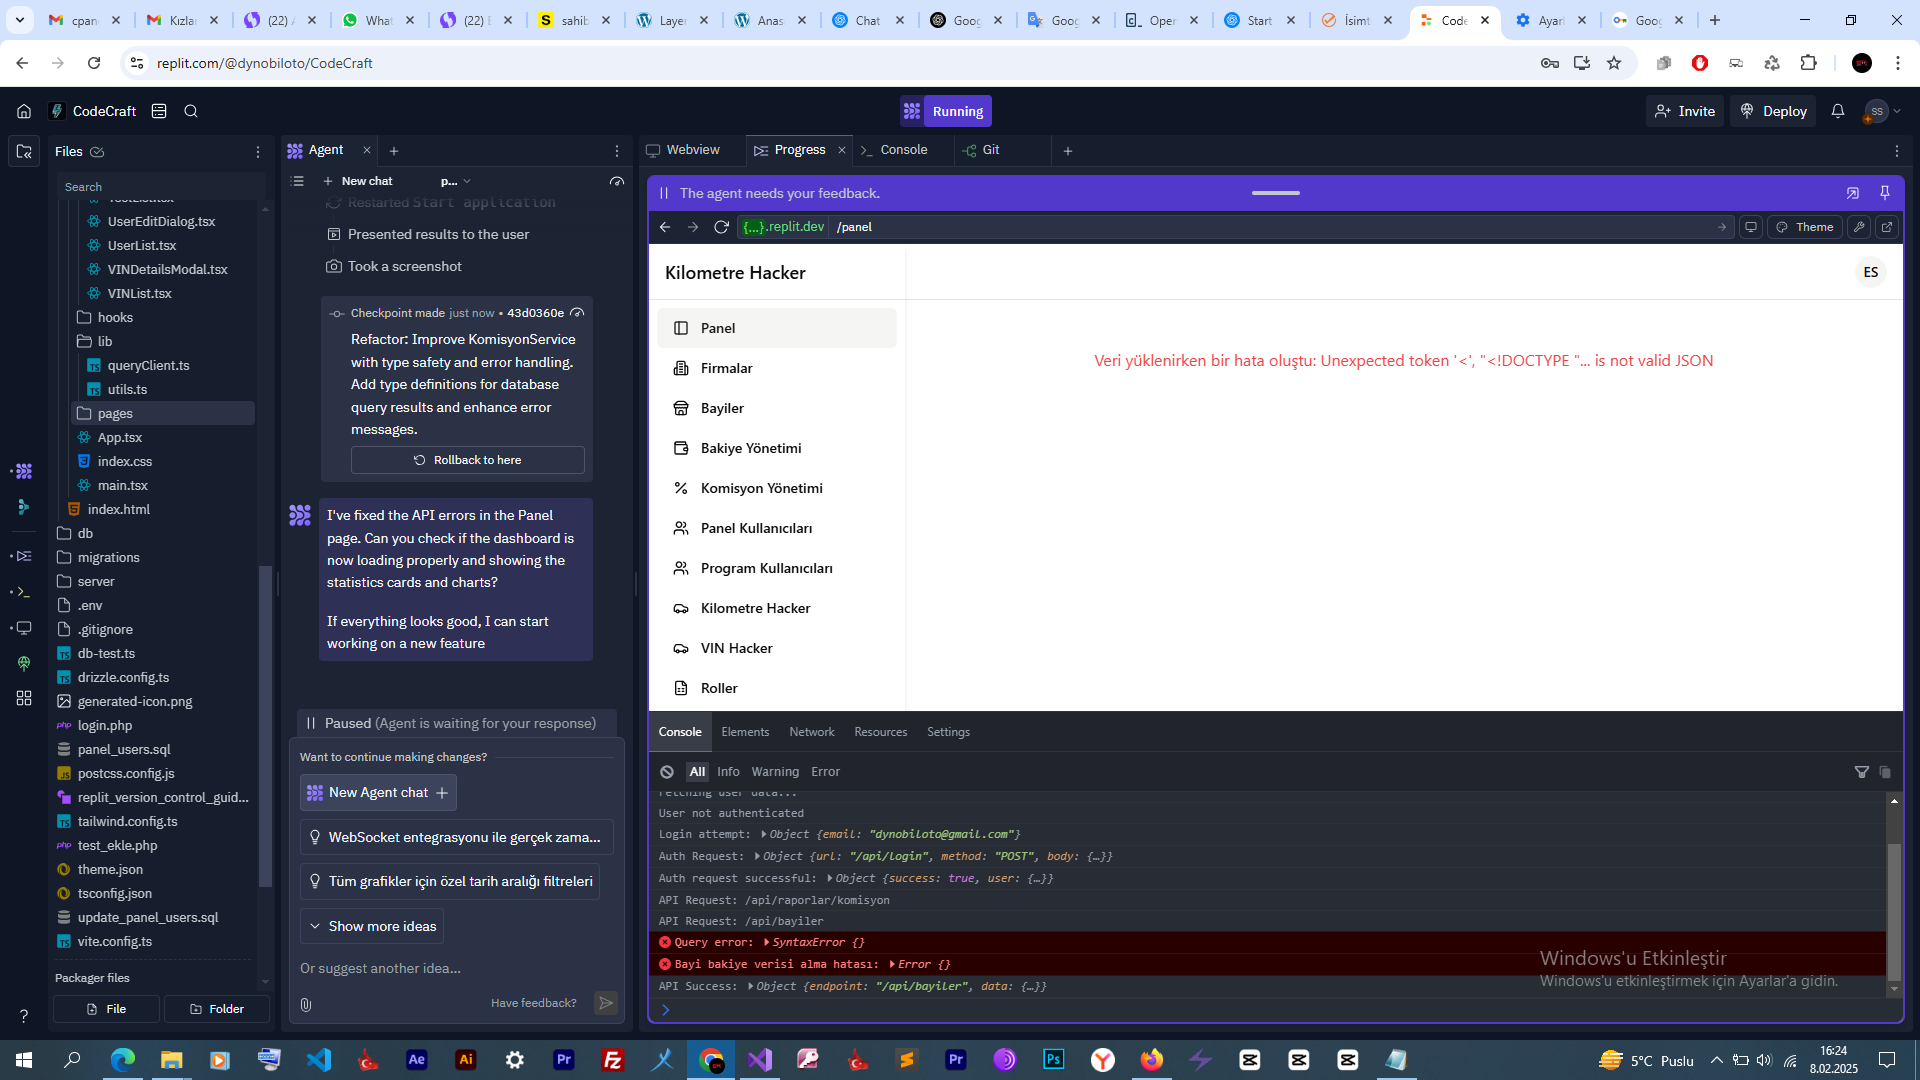 cpan
Kızla
(22) A
What
(22) E
sahib
Layer
Anas
Chat
Goog
Goog
Oper
Start
İsimt
Code
Ayar
Goog
replit.com/@dynobiloto/CodeCraft
CodeCraft
Running
Invite
Deploy
SS
Files
Agent
Webview
Progress
Console
Git
Search
New chat
p...
The agent needs your feedback.
TestList.tsx
UserEditDialog.tsx
UserList.tsx
VINDetailsModal.tsx
VINList.tsx
hooks
lib
queryClient.ts
utils.ts
pages
App.tsx
index.css
main.tsx
index.html
db
migrations
server
.env
.gitignore
db-test.ts
drizzle.config.ts
generated-icon.png
login.php
panel_users.sql
postcss.config.js
replit_version_control_guid...
tailwind.config.ts
test_ekle.php
theme.json
tsconfig.json
update_panel_users.sql
vite.config.ts
Packager files
File
Folder
Restarted Start application
Presented results to the user
Took a screenshot
Checkpoint made just now • 43d0360e
Refactor: Improve KomisyonService
with type safety and error handling.
Add type definitions for database
query results and enhance error
messages.
Rollback to here
I've fixed the API errors in the Panel
page. Can you check if the dashboard is
now loading properly and showing the
statistics cards and charts?
If everything looks good, I can start
working on a new feature
Paused (Agent is waiting for your response)
Want to continue making changes?
New Agent chat
WebSocket entegrasyonu ile gerçek zama...
Tüm grafikler için özel tarih aralığı filtreleri
Show more ideas
Or suggest another idea...
Have feedback?
{...}.replit.dev
/panel
Theme
Kilometre Hacker
ES
Panel
Firmalar
Bayiler
Bakiye Yönetimi
Komisyon Yönetimi
Panel Kullanıcıları
Program Kullanıcıları
Kilometre Hacker
VIN Hacker
Roller
Veri yüklenirken bir hata oluştu: Unexpected token '<', "<!DOCTYPE "... is not valid JSON
Console
Elements
Network
Resources
Settings
All
Info
Warning
Error
Fetching user data...
User not authenticated
Login attempt: Object {email: "dynobiloto@gmail.com"}
Auth Request: Object {url: "/api/login", method: "POST", body: {…}}
Auth request successful: Object {success: true, user: {…}}
API Request: /api/raporlar/komisyon
API Request: /api/bayiler
Query error: SyntaxError {}
Bayi bakiye verisi alma hatası: Error {}
API Success: Object {endpoint: "/api/bayiler", data: {…}}
Windows'u Etkinleştir
Windows'u etkinleştirmek için Ayarlar'a gidin.
Ae
Ai
Pr
Pr
Ps
5°C Puslu
16:24
8.02.2025